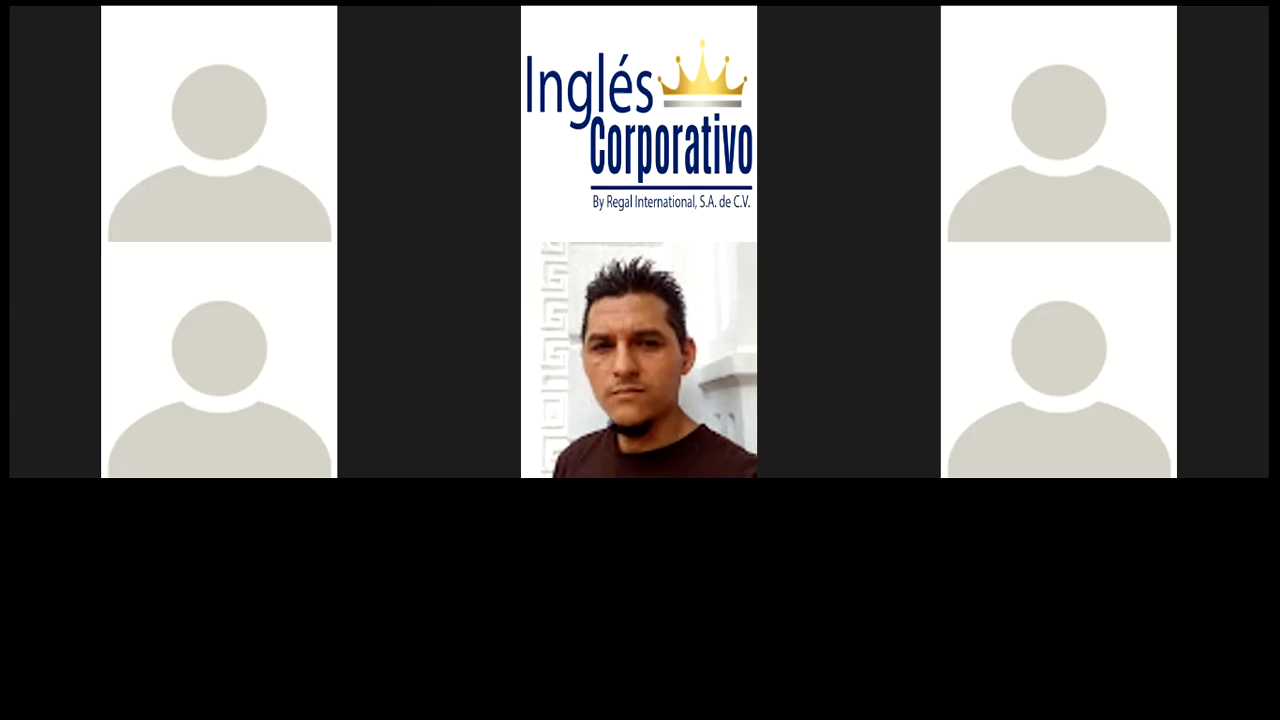 Inglés
Corporativo
By Regal International, S.A. de C.V.